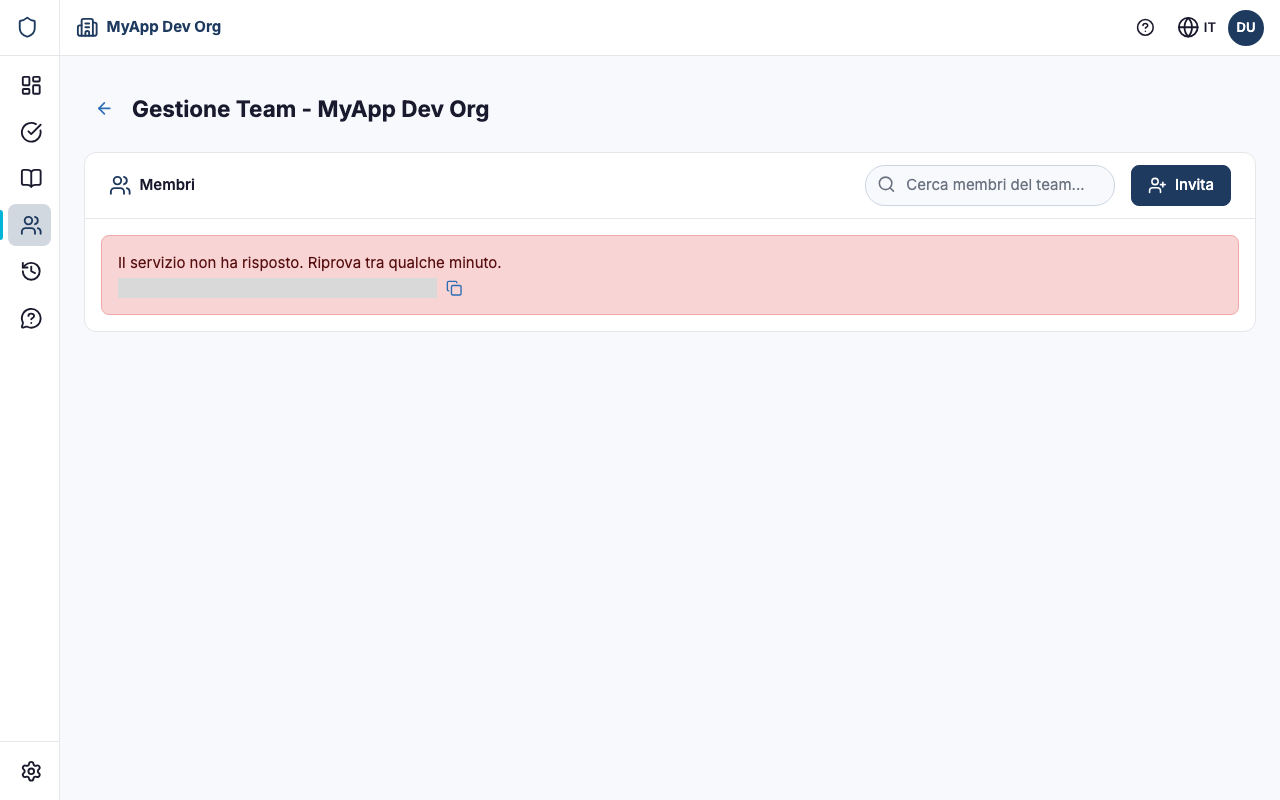 MyApp Dev Org
IT
DU
Gestione Team - MyApp Dev Org
Membri
Cerca membri del team...
Invita
Il servizio non ha risposto. Riprova tra qualche minuto.